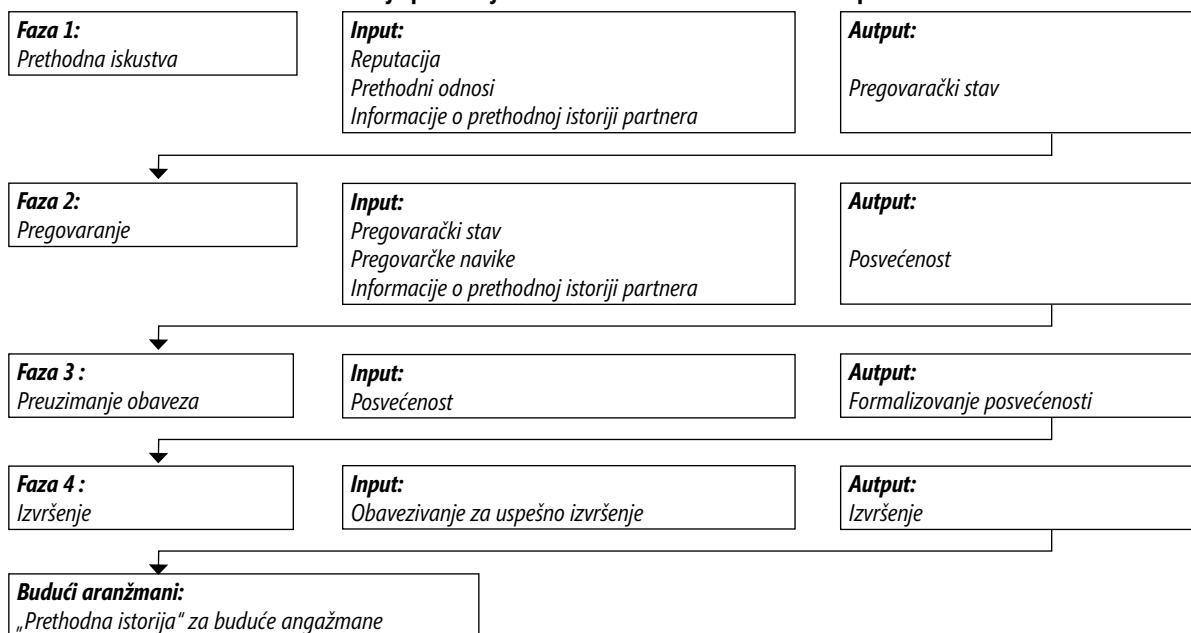 Faza 1:
Prethodna iskustva
Input:
Reputacija
Prethodni odnosi
Informacije o prethodnoj istoriji partnera
Autput:
Pregovarački stav
Faza 2:
Pregovaranje
Input:
Pregovarački stav
Pregovarčke navike
Informacije o prethodnoj istoriji partnera
Autput:
Posvećenost
Faza 3 :
Preuzimanje obaveza
Input:
Posvećenost
Autput:
Formalizovanje posvećenosti
Faza 4 :
Izvršenje
Input:
Obavezivanje za uspešno izvršenje
Autput:
Izvršenje
Budući aranžmani:
„Prethodna istorija“ za buduće angažmane